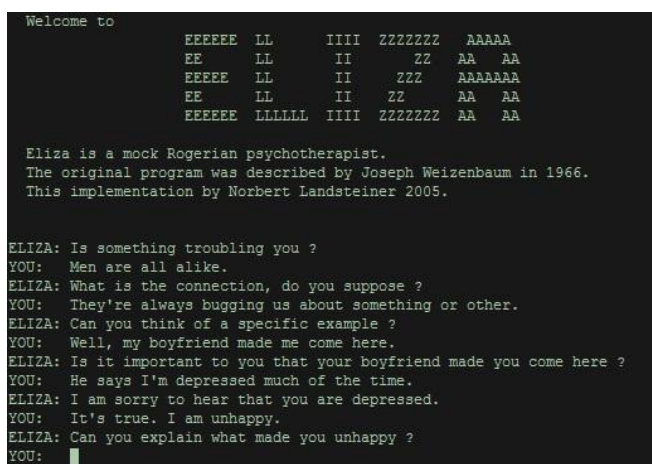 Welcome to
EEEEEE LL IIII ZZZZZZZ AAAAA
EE LL II ZZ AA AA
EEEEE LL II ZZZ AAAAAAA
EE LL II ZZ AA AA
EEEEEE LLLLLL IIII ZZZZZZZ AA AA
Eliza is a mock Rogerian psychotherapist.
The original program was described by Joseph Weizenbaum in 1966.
This implementation by Norbert Landsteiner 2005.
ELIZA: Is something troubling you ?
YOU: Men are all alike.
ELIZA: What is the connection, do you suppose ?
YOU: They're always bugging us about something or other.
ELIZA: Can you think of a specific example ?
YOU: Well, my boyfriend made me come here.
ELIZA: Is it important to you that your boyfriend made you come here ?
YOU: He says I'm depressed much of the time.
ELIZA: I am sorry to hear that you are depressed.
YOU: It's true. I am unhappy.
ELIZA: Can you explain what made you unhappy ?
YOU: